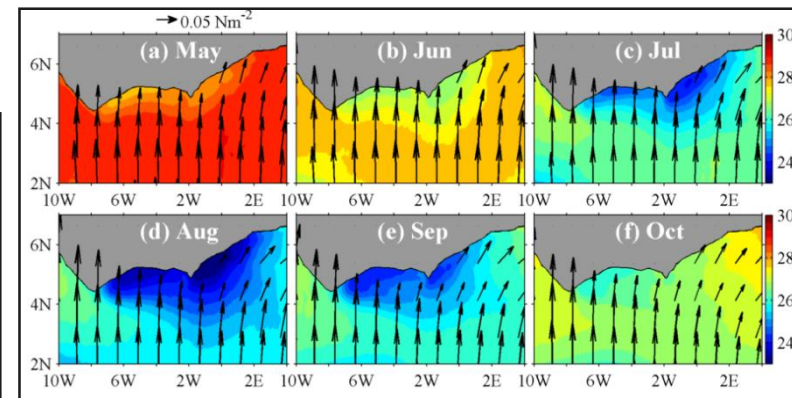 0.05 Nm-2
(a) May
(b) Jun
(c) Jul
6N
4N
2N
10W 6W 2W 2E 10W 6W 2W 2E 10W 6W 2W 2E
30
28
26
24
(d) Aug
(e) Sep
(f) Oct
6N
4N
2N
10W 6W 2W 2E 10W 6W 2W 2E 10W 6W 2W 2E
30
28
26
24